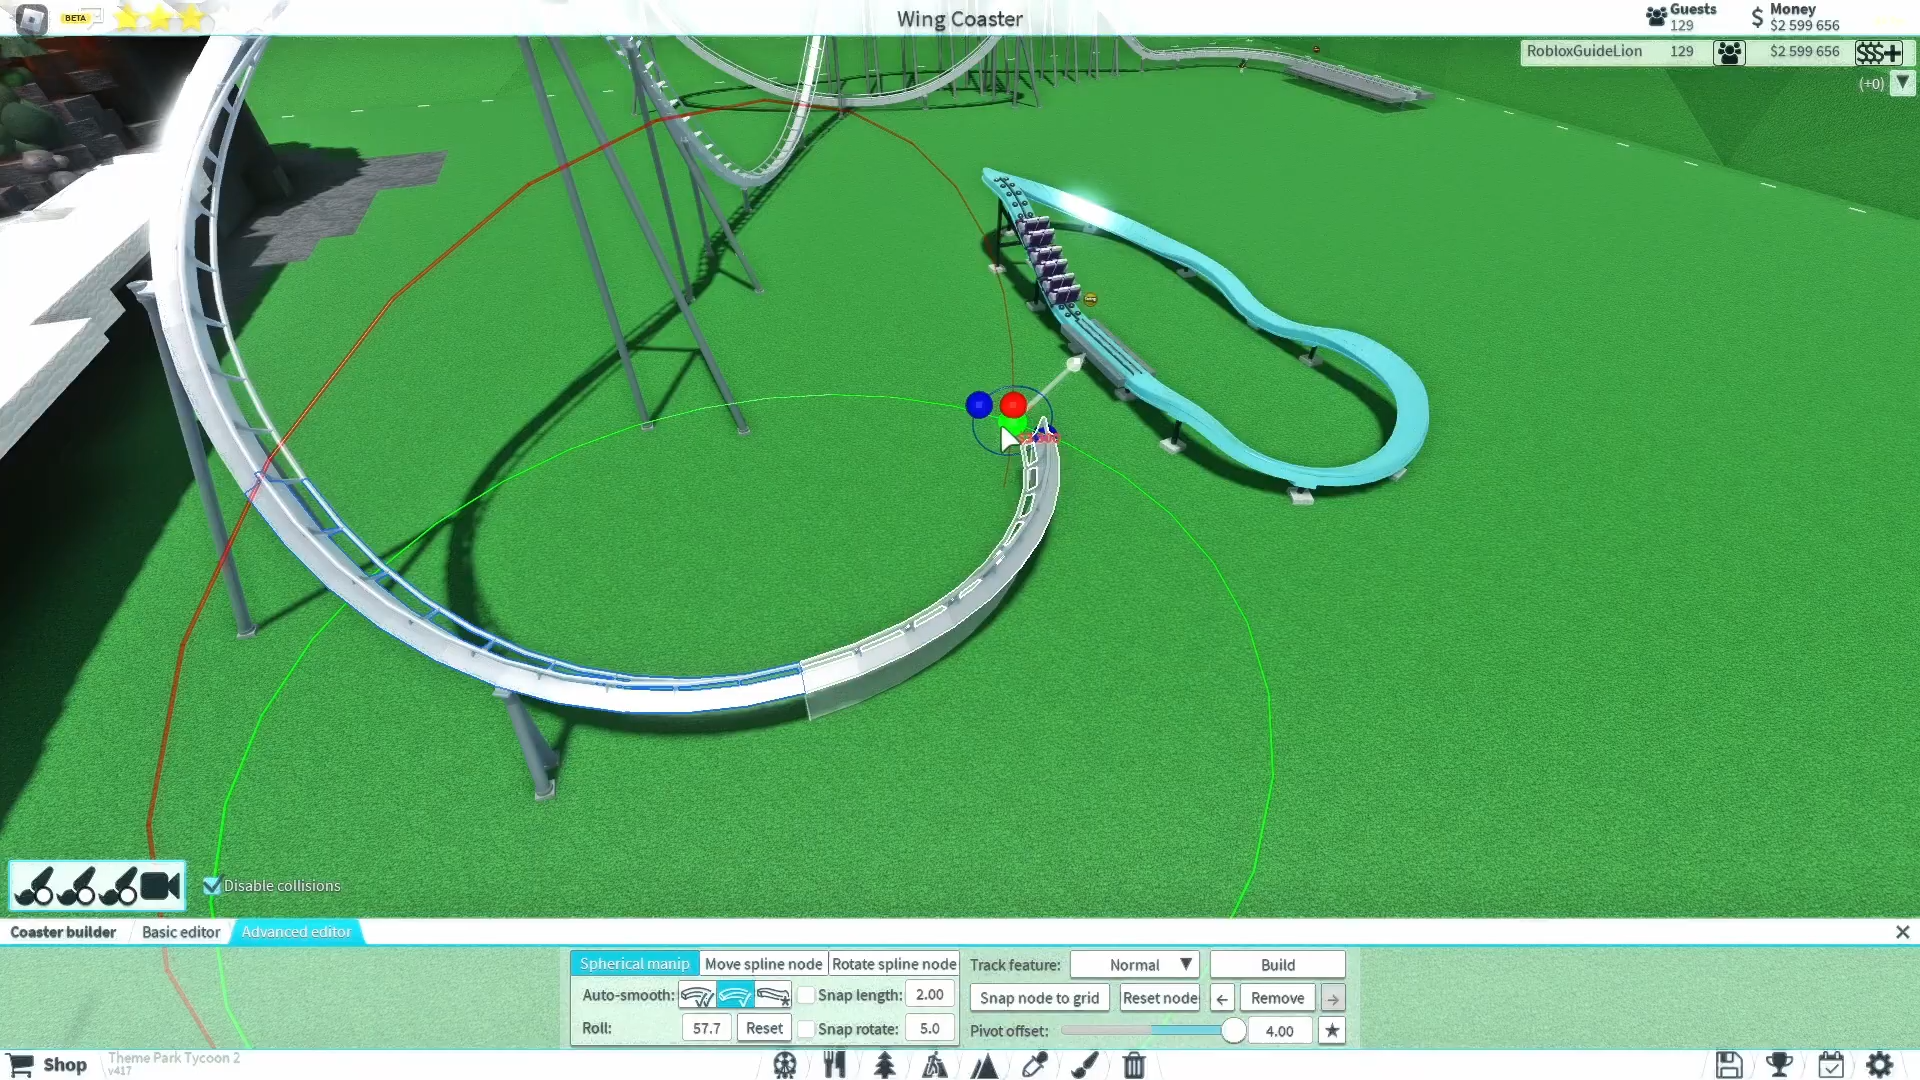 BETA
Wing Coaster
Guests
129
Money
$2 599 656
RobloxGuideLion 129 $2 599 656
(+0)
Disable collisions
Coaster builder Basic editor Advanced editor
Spherical manip Move spline node Rotate spline node Track feature: Normal Build
Auto-smooth: Snap length: 2.00 Snap node to grid Reset node Remove
Roll: 57.7 Reset Snap rotate: 5.0 Pivot offset: 4.00
Shop
Theme Park Tycoon 2
v417